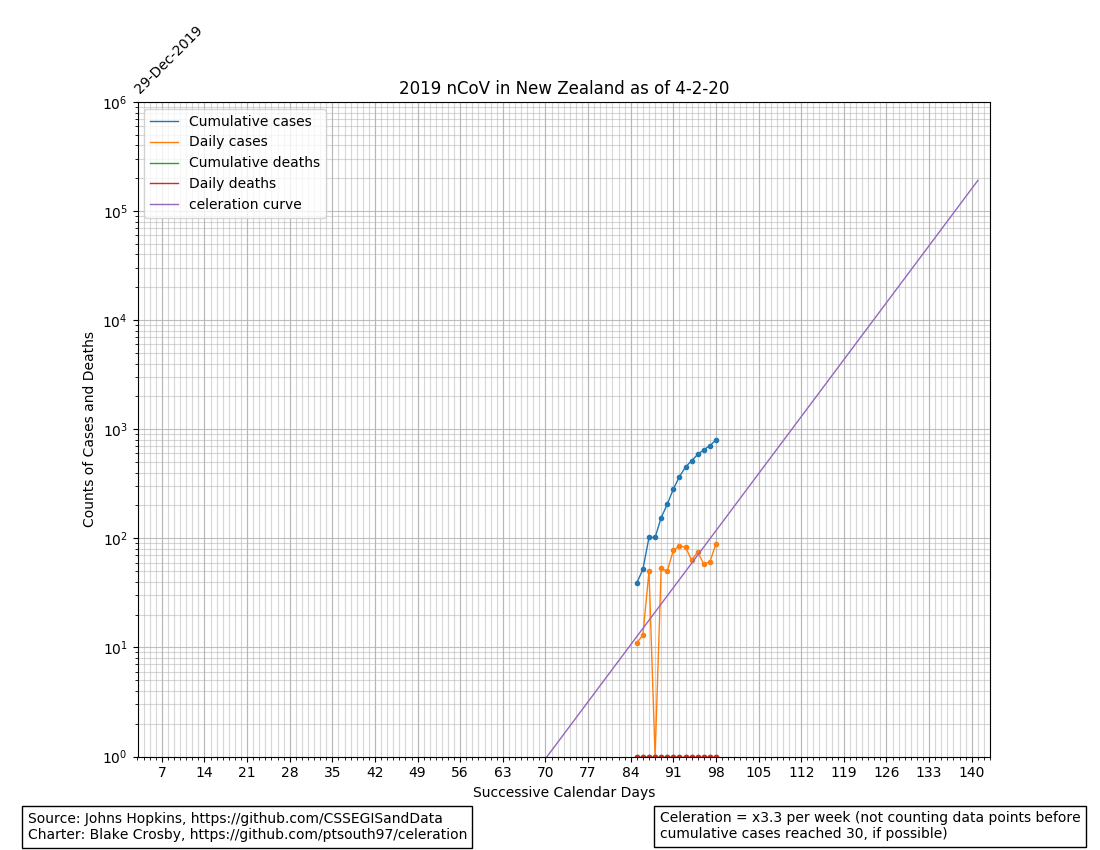 29-Dec-2019
2019 nCoV in New Zealand as of 4-2-20
Cumulative cases
Daily cases
Cumulative deaths
Daily deaths
celeration curve
10^6
10^5
10^4
10^3
10^2
10^1
10^0
Counts of Cases and Deaths
7 14 21 28 35 42 49 56 63 70 77 84 91 98 105 112 119 126 133 140
Successive Calendar Days
Source: Johns Hopkins, https://github.com/CSSEGISandData
Charter: Blake Crosby, https://github.com/ptsouth97/celeration
Celeration = x3.3 per week (not counting data points before
cumulative cases reached 30, if possible)